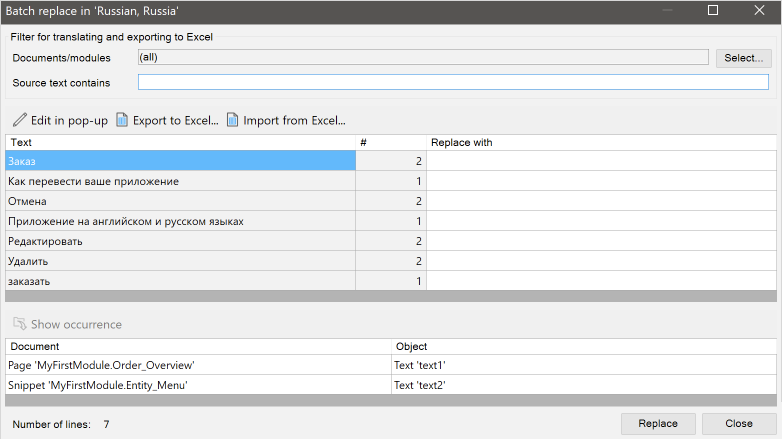 Batch replace in 'Russian, Russia'
Filter for translating and exporting to Excel
Documents/modules (all) Select...
Source text contains
Edit in pop-up Export to Excel... Import from Excel...
Text # Replace with
Заказ 2
Как перевести ваше приложение 1
Отмена 2
Приложение на английском и русском языках 1
Редактировать 2
Удалить 2
заказать 1
Show occurrence
Document Object
Page 'MyFirstModule.Order_Overview' Text 'text1'
Snippet 'MyFirstModule.Entity_Menu' Text 'text2'
Number of lines: 7 Replace Close